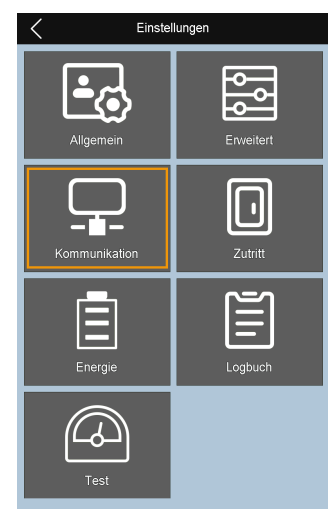 Einstellungen
Allgemein
Erweitert
Kommunikation
Zutritt
Energie
Logbuch
Test